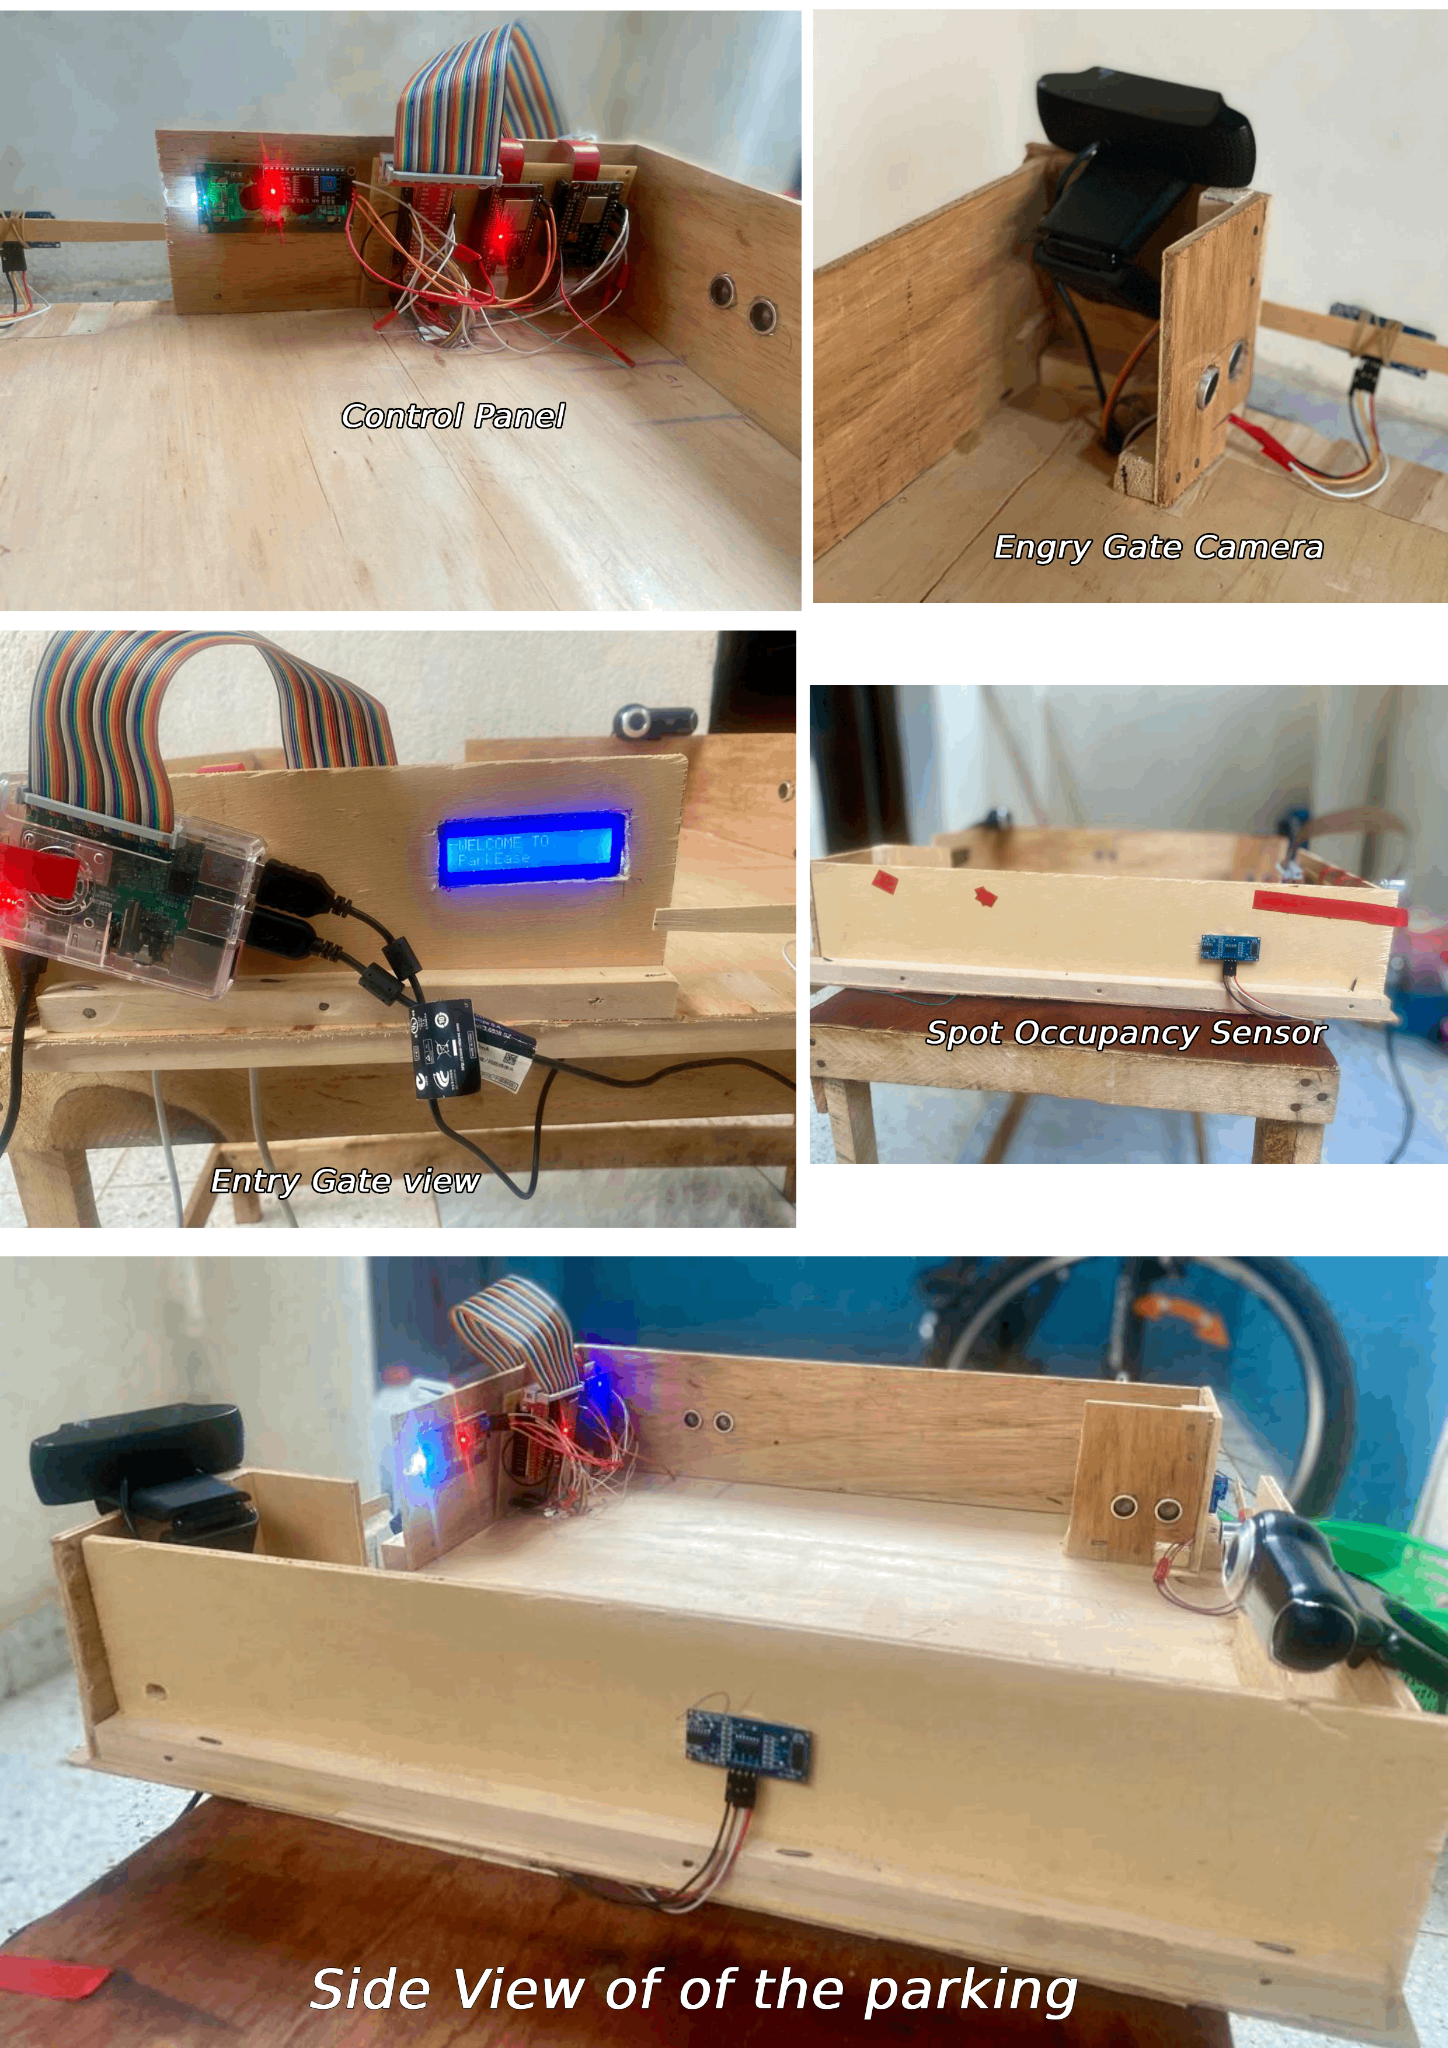 Control Panel
Engry Gate Camera
WELCOME TO
ParkEase
Entry Gate view
Spot Occupancy Sensor
Side View of of the parking